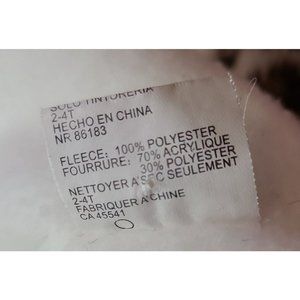 SOLO TINTORERIA
2-4T
HECHO EN CHINA
NR 86183
FLEECE: 100% POLYESTER
FOURRURE: 70% ACRYLIQUE
30% POLYESTER
NETTOYER A SEC SEULEMENT
2-4T
FABRIQUER A CHINE
CA 45541